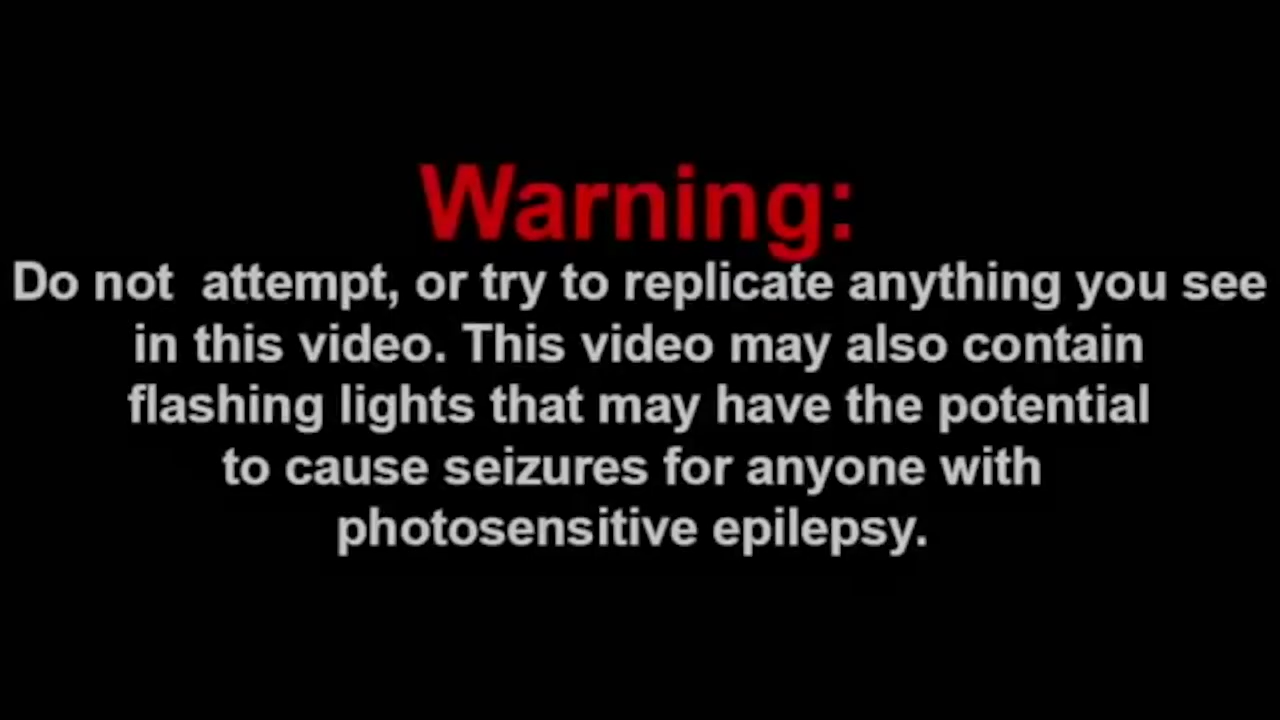 Warning:
Do not  attempt, or try to replicate anything you see
in this video. This video may also contain
flashing lights that may have the potential
to cause seizures for anyone with
photosensitive epilepsy.